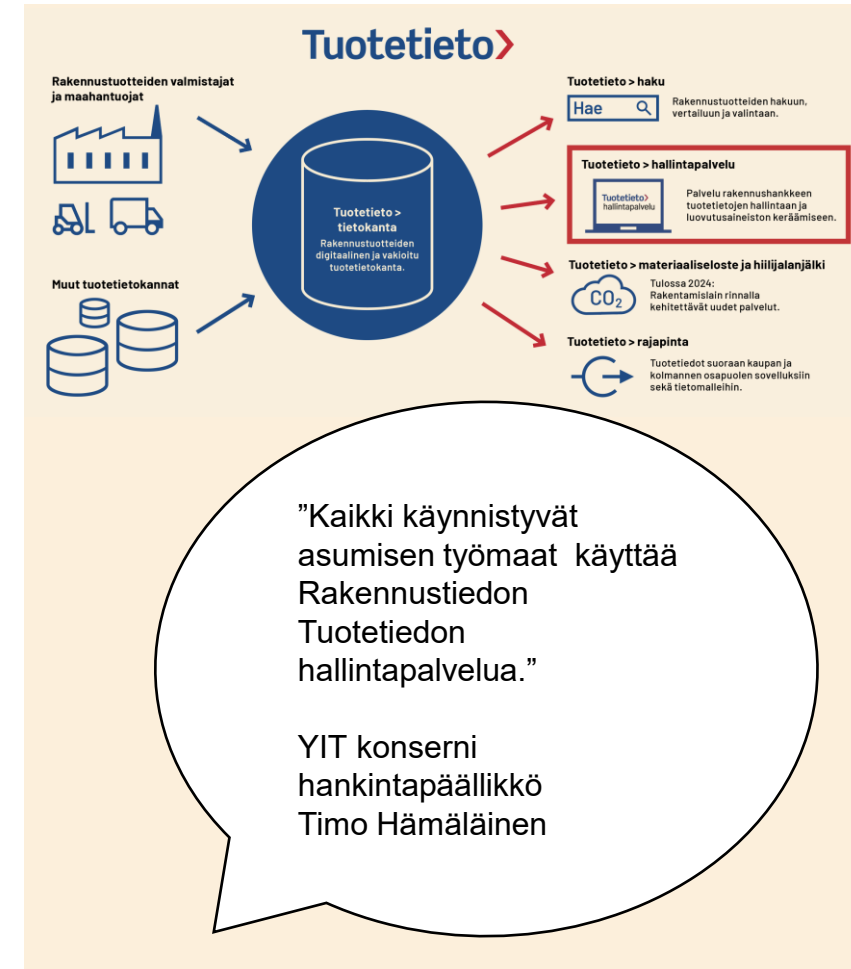 Tuotetieto>
Rakennustuotteiden valmistajat
ja maahantuojat
Muut tuotetietokannat
Tuotetieto >
tietokanta
Rakennustuotteiden
digitaalinen ja vakioitu
tuotetietokanta.
Tuotetieto > haku
Hae
Rakennustuotteiden hakuun,
vertailuun ja valintaan.
Tuotetieto > hallintapalvelu
Tuotetieto>
hallintapalvelu
Palvelu rakennushankkeen
tuotetietojen hallintaan ja
luovutusaineiston keräämiseen.
Tuotetieto > materiaaliseloste ja hiilijalanjälki
CO₂
Tulossa 2024:
Rakentamislain rinnalla
kehitettävät uudet palvelut.
Tuotetieto > rajapinta
Tuotetiedot suoraan kaupan ja
kolmannen osapuolen sovelluksiin
sekä tietomalleihin.
”Kaikki käynnistyvät
asumisen työmaat  käyttää
Rakennustiedon
Tuotetiedon
hallintapalvelua.”
YIT konserni
hankintapäällikkö
Timo Hämäläinen